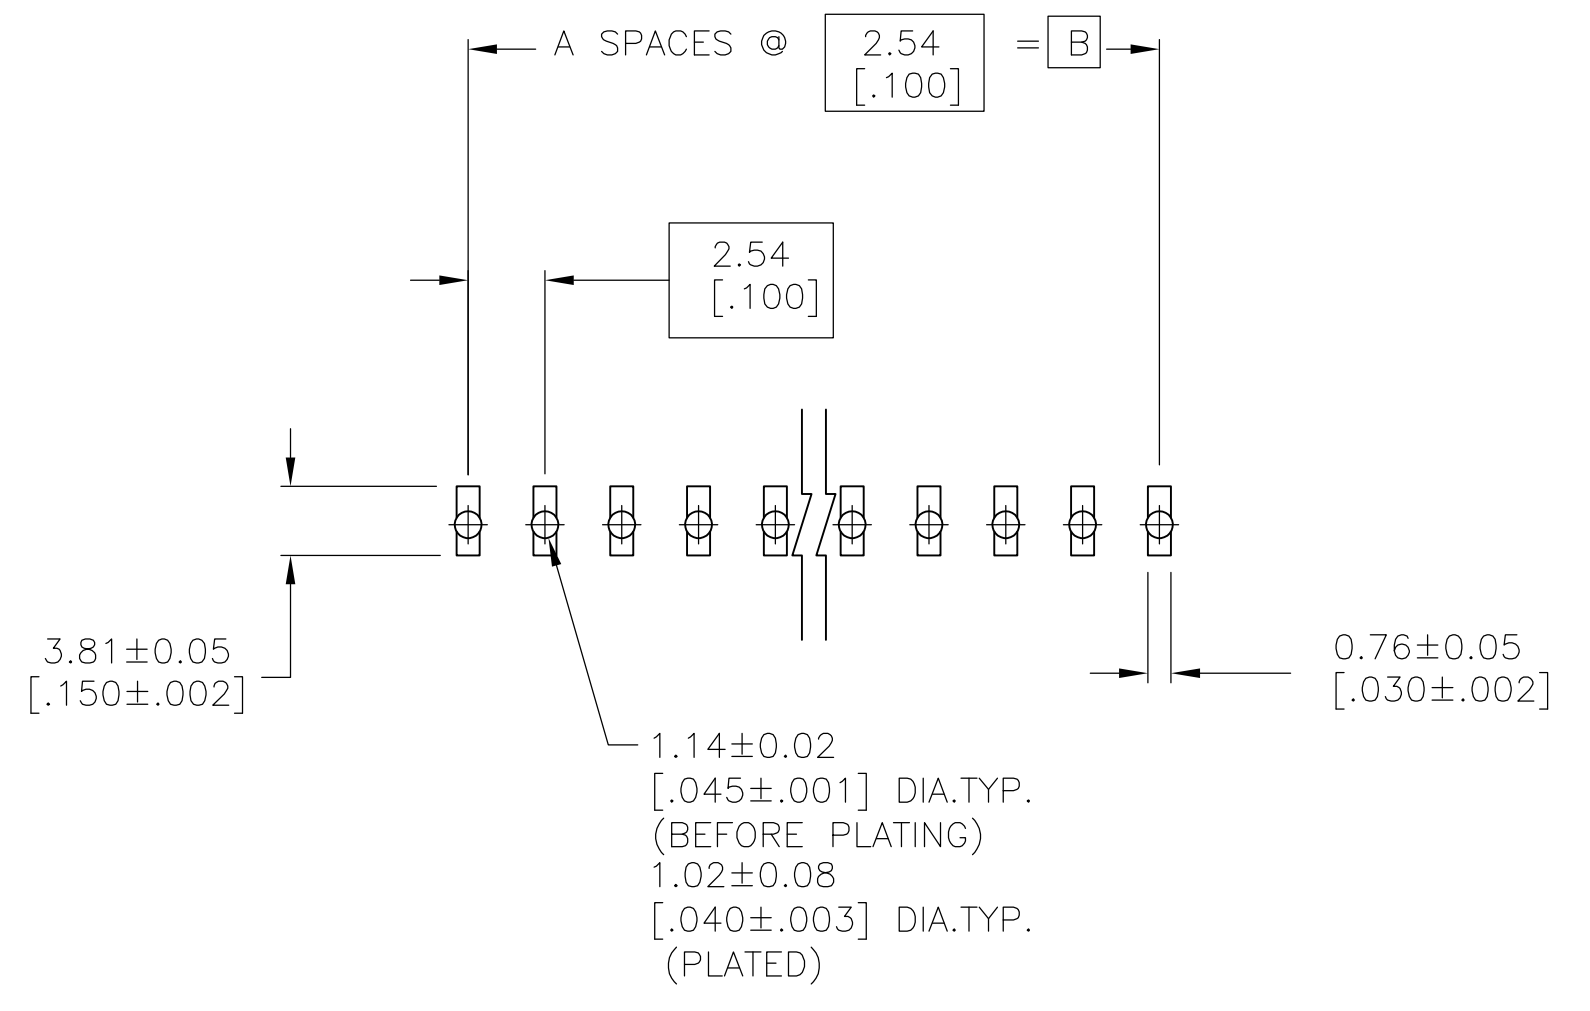 A SPACES @ 2.54 = B
[.100]
2.54
[.100]
3.81±0.05
[.150±.002]
0.76±0.05
[.030±.002]
1.14±0.02
[.045±.001] DIA.TYP.
(BEFORE PLATING)
1.02±0.08
[.040±.003] DIA.TYP.
(PLATED)